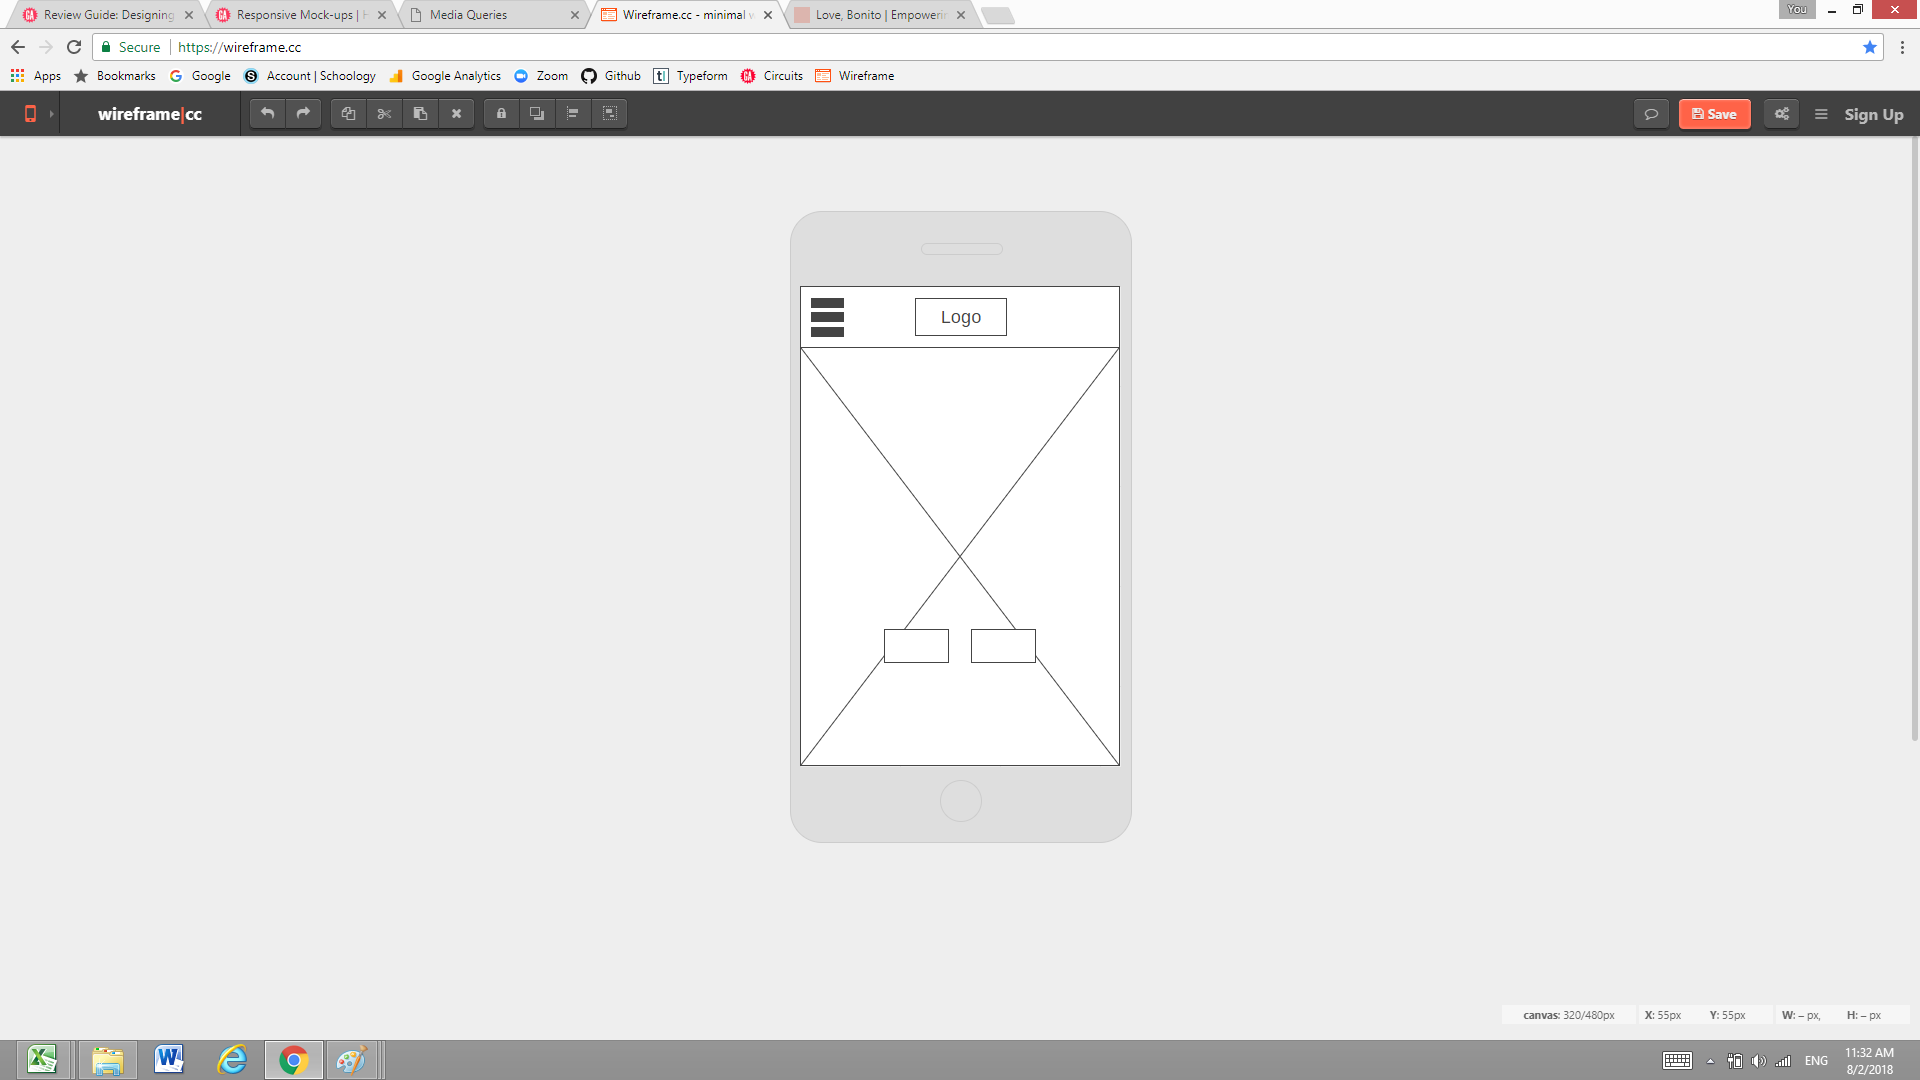 Review Guide: Designing
Responsive Mock-ups |
Media Queries
Wireframe.cc - minimal
Love, Bonito | Empowerin
You
Secure
https://wireframe.cc
Apps
Bookmarks
Google
Account | Schoology
Google Analytics
Zoom
Github
Typeform
Circuits
Wireframe
wireframe|cc
Save
Sign Up
Logo
canvas: 320/480px
X: 55px
Y: 55px
W: – px,
H: – px
ENG
11:32 AM
8/2/2018